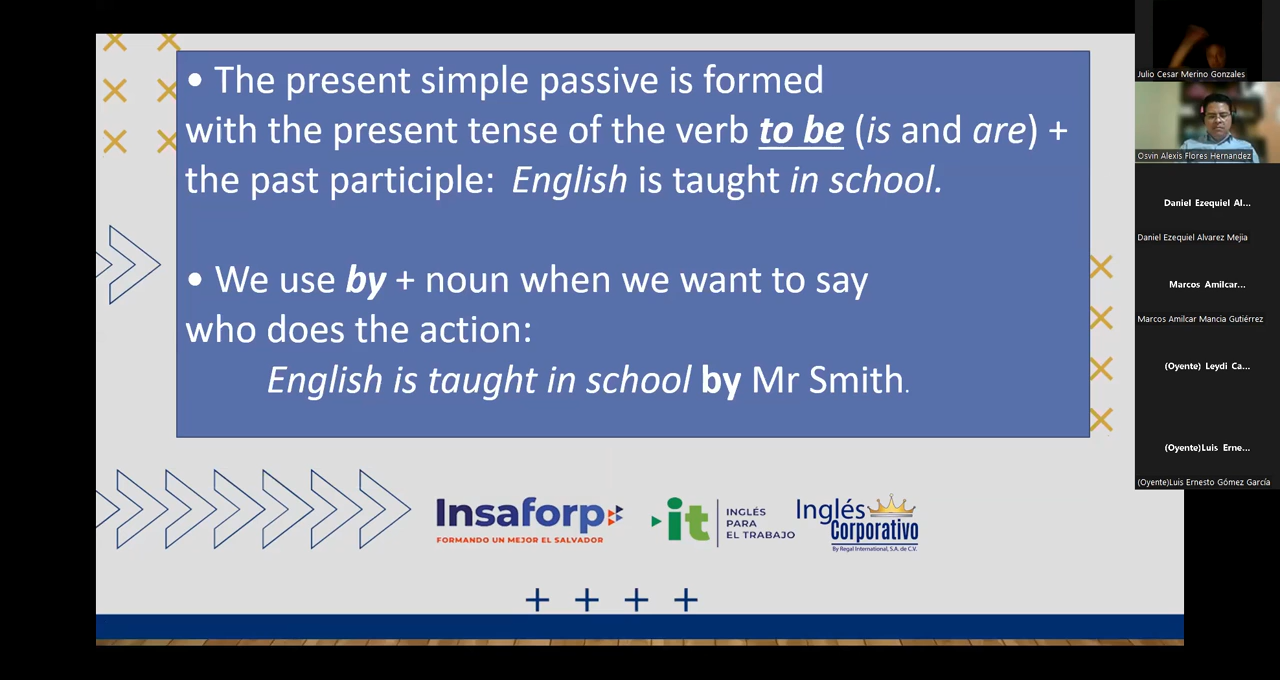 • The present simple passive is formed
with the present tense of the verb to be (is and are) +
the past participle: English is taught in school.
• We use by + noun when we want to say
who does the action:
English is taught in school by Mr Smith.
Insaforp
FORMANDO UN MEJOR EL SALVADOR
it
INGLÉS
PARA
EL TRABAJO
Inglés
Corporativo
By Regal International, S.A. de C.V.
Julio Cesar Merino Gonzales
Osvin Alexis Flores Hernandez
Daniel Ezequiel Al...
Daniel Ezequiel Alvarez Mejia
Marcos Amilcar...
Marcos Amilcar Mancia Gutiérrez
(Oyente) Leydi Ca...
(Oyente)Luis Erne...
(Oyente)Luis Ernesto Gómez García